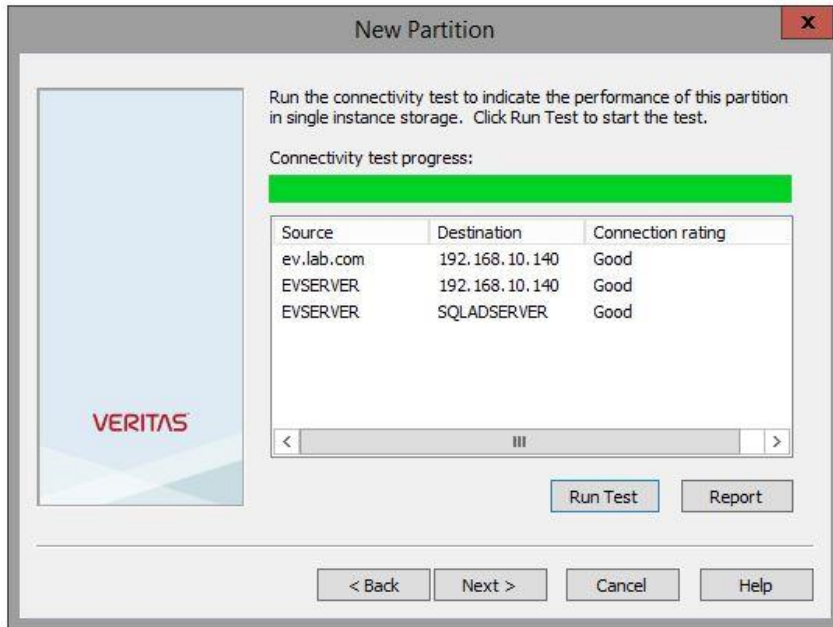 New Partition
x
Run the connectivity test to indicate the performance of this partition
in single instance storage. Click Run Test to start the test.
Connectivity test progress:
Source Destination Connection rating
ev.lab.com 192.168.10.140 Good
EVSERVER 192.168.10.140 Good
EVSERVER SQLADSERVER Good
VERITAS
Run Test Report
< Back Next > Cancel Help